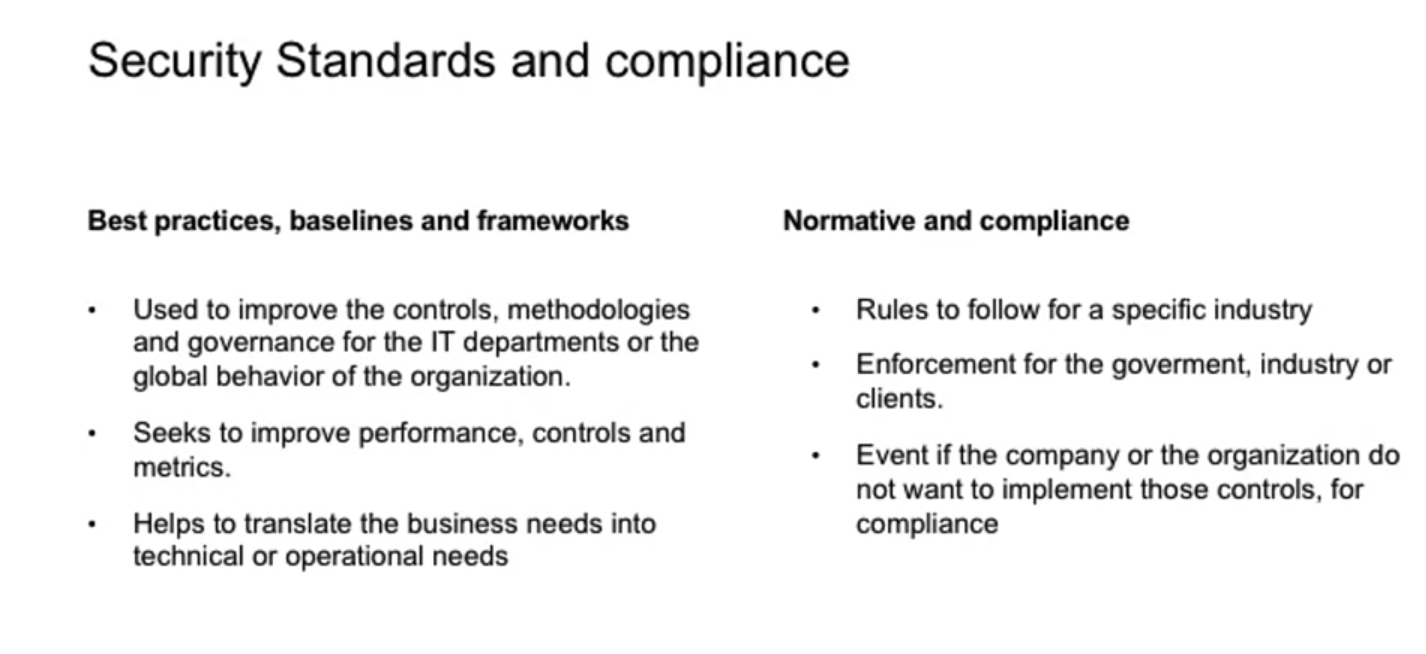 Security Standards and compliance
Best practices, baselines and frameworks
• Used to improve the controls, methodologies
and governance for the IT departments or the
global behavior of the organization.
• Seeks to improve performance, controls and
metrics.
• Helps to translate the business needs into
technical or operational needs
Normative and compliance
• Rules to follow for a specific industry
• Enforcement for the goverment, industry or
clients.
• Event if the company or the organization do
not want to implement those controls, for
compliance